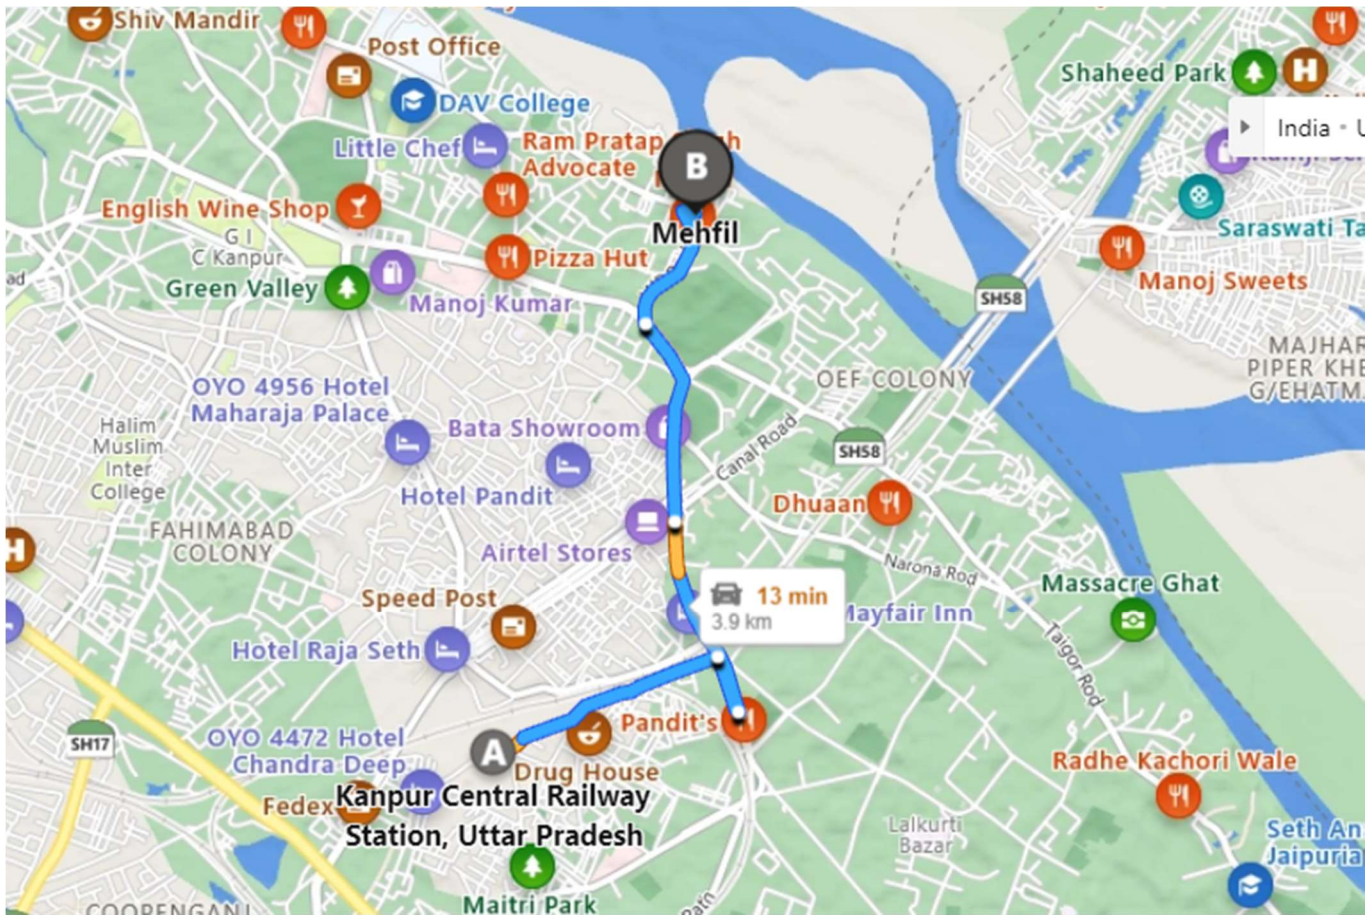 Shiv Mandir
Post Office
DAV College
Little Chef
Ram Pratap
Advocate
B
Shaheed Park
H
India
English Wine Shop
G I
C Kanpur
Pizza Hut
Mehfil
Saraswati Ta
Green Valley
Manoj Kumar
SH58
Manoj Sweets
MAJHAR
PIPER KHE
G/EHATM
OYO 4956 Hotel
Maharaja Palace
OEF COLONY
Halim
Muslim
Inter
College
Bata Showroom
Canal Road
SH58
Hotel Pandit
Dhuaan
FAHIMABAD
COLONY
H
Airtel Stores
Narona Rod
Speed Post
13 min
3.9 km
Mayfair Inn
Massacre Ghat
Taigor Rod
Hotel Raja Seth
SH17
OYO 4472 Hotel
Chandra Deep
A
Pandit's
Drug House
Fedex
Kanpur Central Railway
Station, Uttar Pradesh
Radhe Kachori Wale
Lalkurti
Bazar
Seth An
Jaipuria
Maitri Park
COOPERGANJ
Path